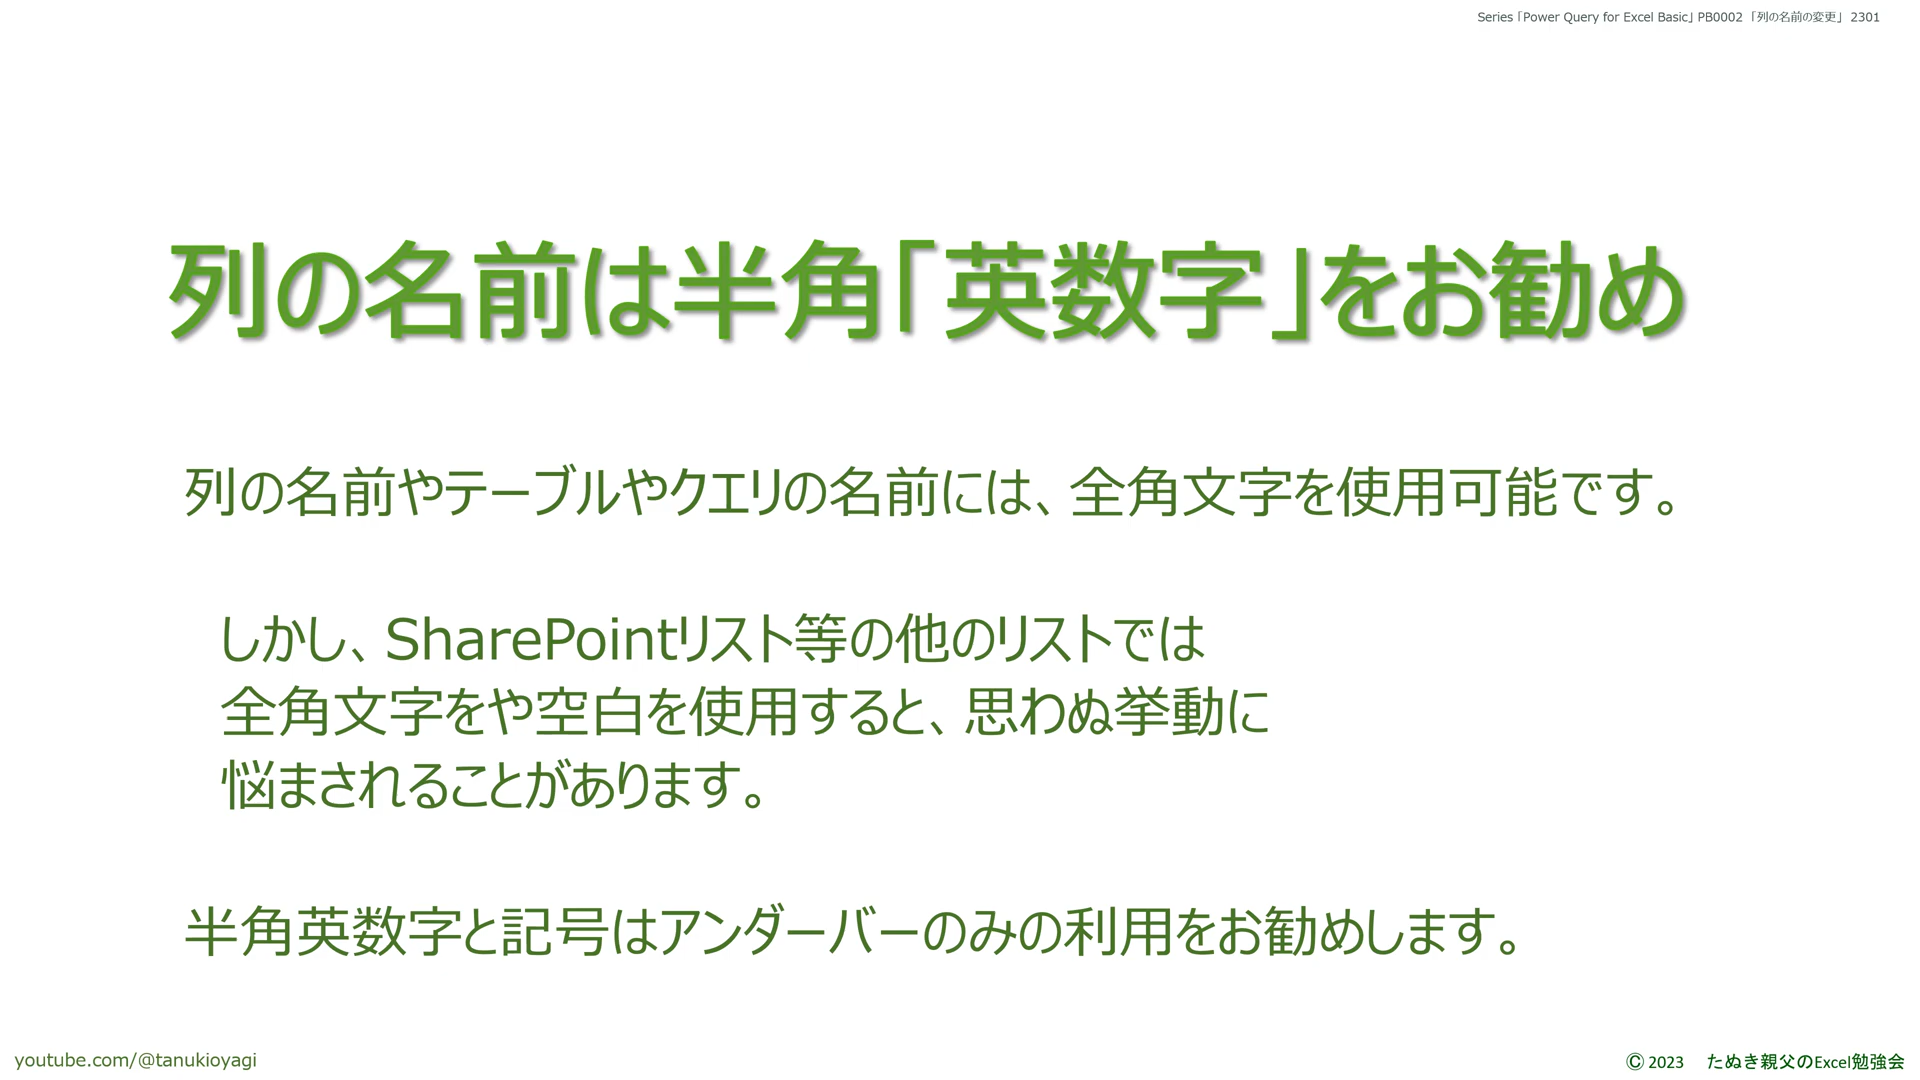 Series「Power Query for Excel Basic」PB0002「列の名前の変更」 2301
列の名前は半角「英数字」をお勧め
列の名前やテーブルやクエリの名前には、全角文字を使用可能です。
しかし、SharePointリスト等の他のリストでは
全角文字をや空白を使用すると、思わぬ挙動に
悩まされることがあります。
半角英数字と記号はアンダーバーのみの利用をお勧めします。
youtube.com/@tanukioyagi
© 2023 たぬき親父のExcel勉強会